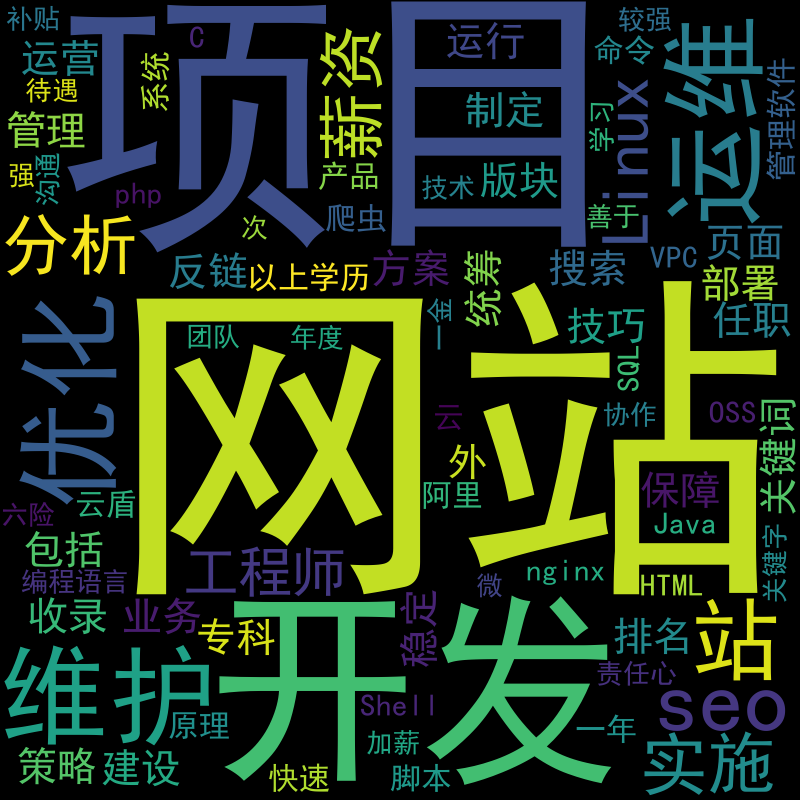 补贴
C
项目
运行
较强
运营
系统
薪资
命令
运维
待遇
Linux
管理软件
管理
制定
学习
强
沟通
产品
技术
版块
php
爬虫
善于
分析
次
反链
以上学历
方案
统筹
搜索
VPC
页面
部署
优化
网站
团队
年度
一金
技巧
任职
SQL
云
协作
OSS
关键词
外
六险
云盾
阿里
保障
Java
包括
工程师
编程语言
微
nginx
HTML
关键字
收录
业务
专科
稳定
开发
排名
站
维护
原理
Shell
责任心
seo
策略
建设
快速
加薪
脚本
一年
实施